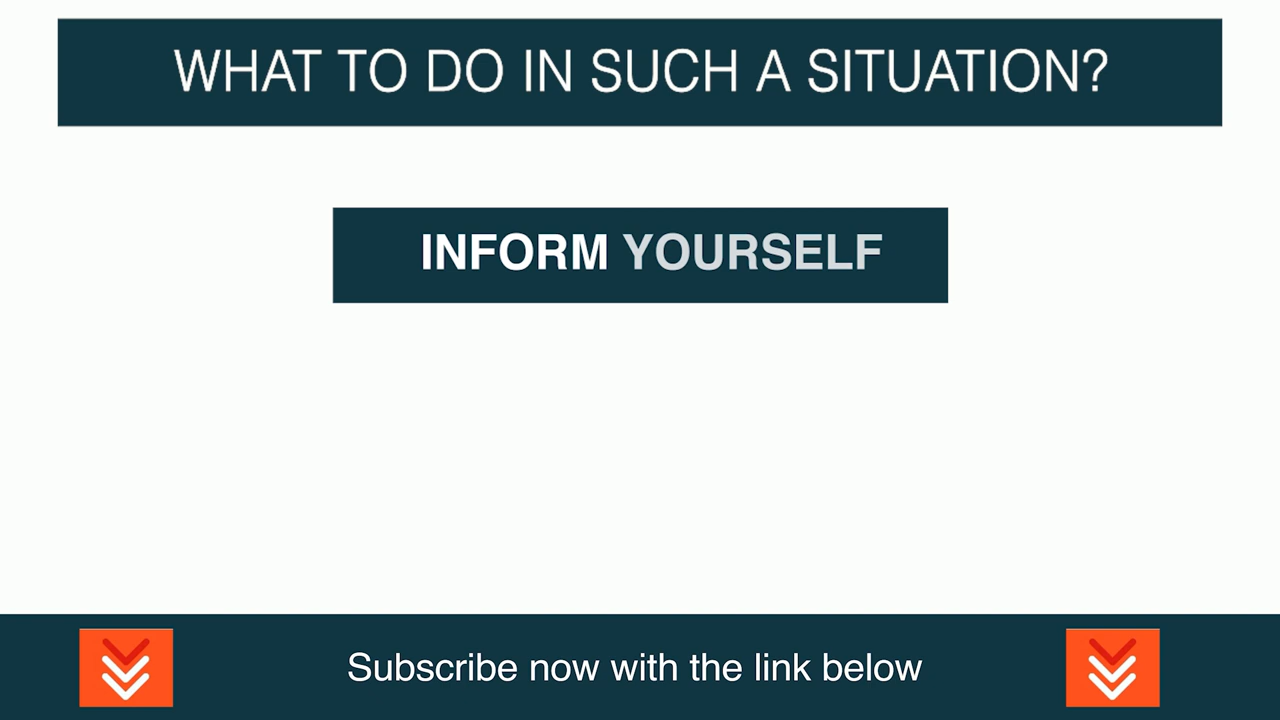 WHAT TO DO IN SUCH A SITUATION?
INFORM YOURSELF
Subscribe now with the link below